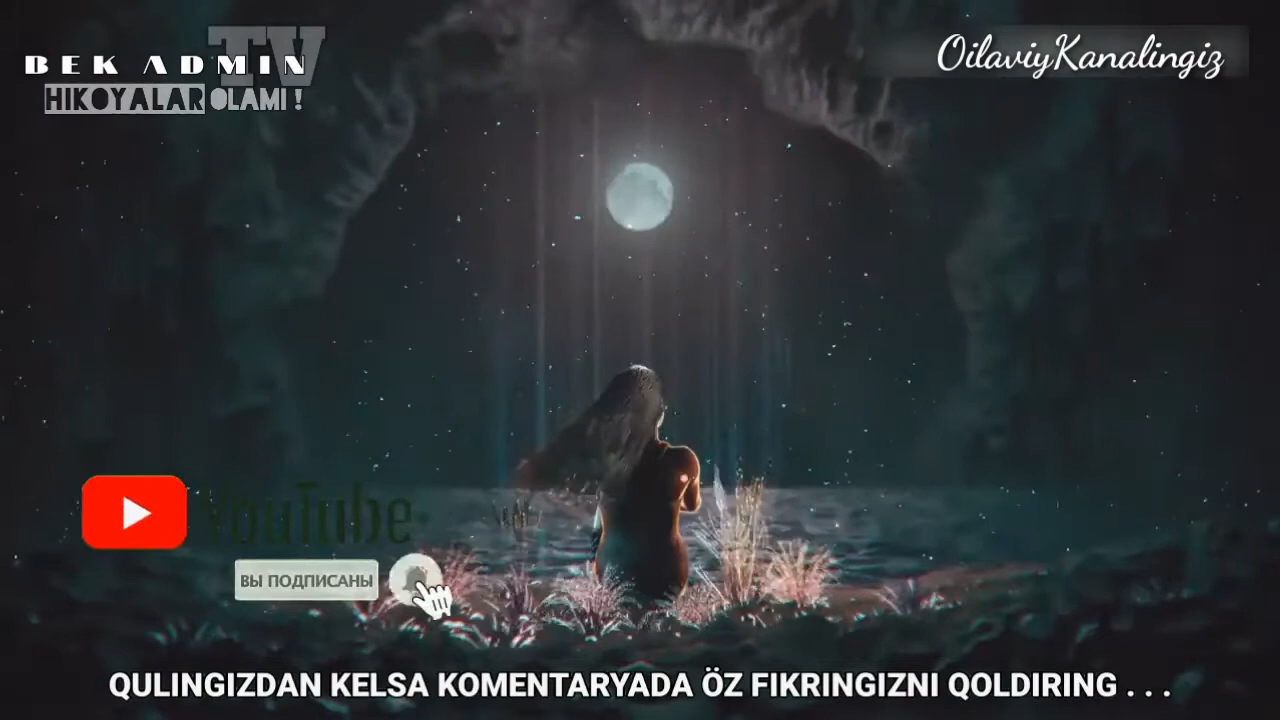 TV
BEK ADMIN
HIKOYALAR OLAMI !
OilaviyKanalingiz
YouTube
ВЫ ПОДПИСАНЫ
QULINGIZDAN KELSA KOMENTARYADA ÖZ FIKRINGIZNI QOLDIRING . . .